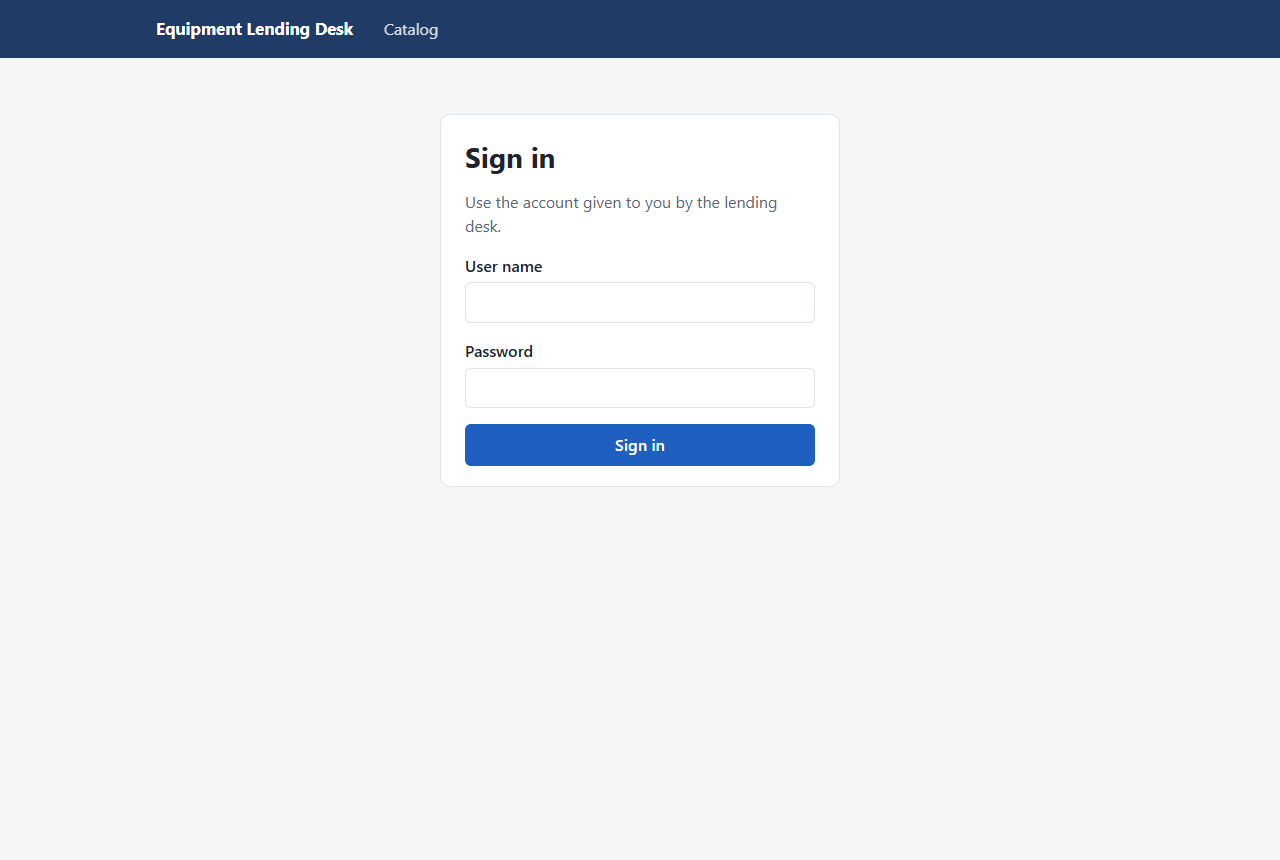 Equipment Lending Desk Catalog
Sign in
Use the account given to you by the lending
desk.
User name
Password
Sign in